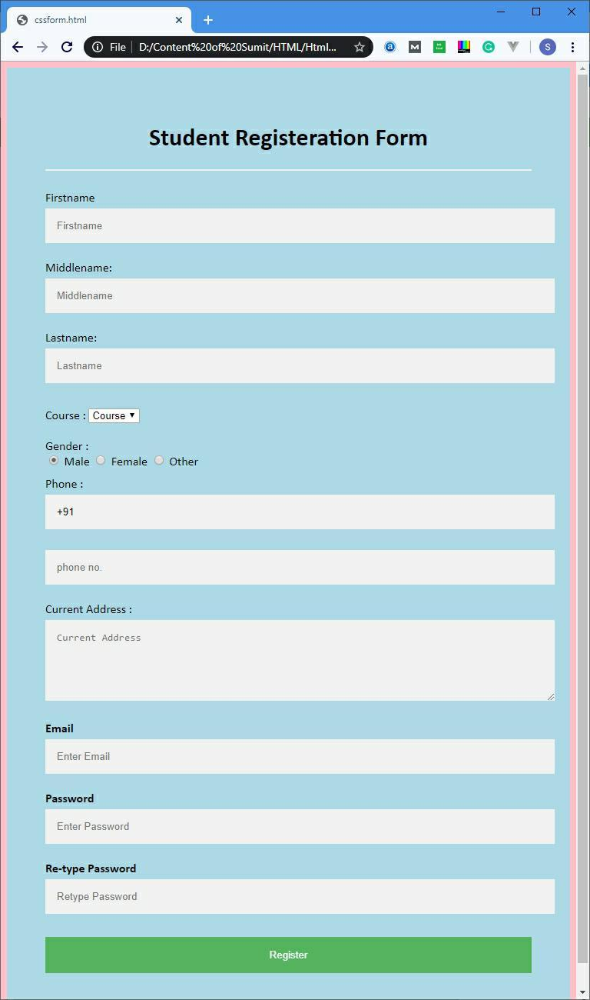 cssform.html
File D:/Content%20of%20Sumit/HTML/Html...
S
Student Registeration Form
Firstname
Firstname
Middlename:
Middlename
Lastname:
Lastname
Course : Course
Gender :
Male Female Other
Phone :
+91
phone no.
Current Address :
Current Address
Email
Enter Email
Password
Enter Password
Re-type Password
Retype Password
Register